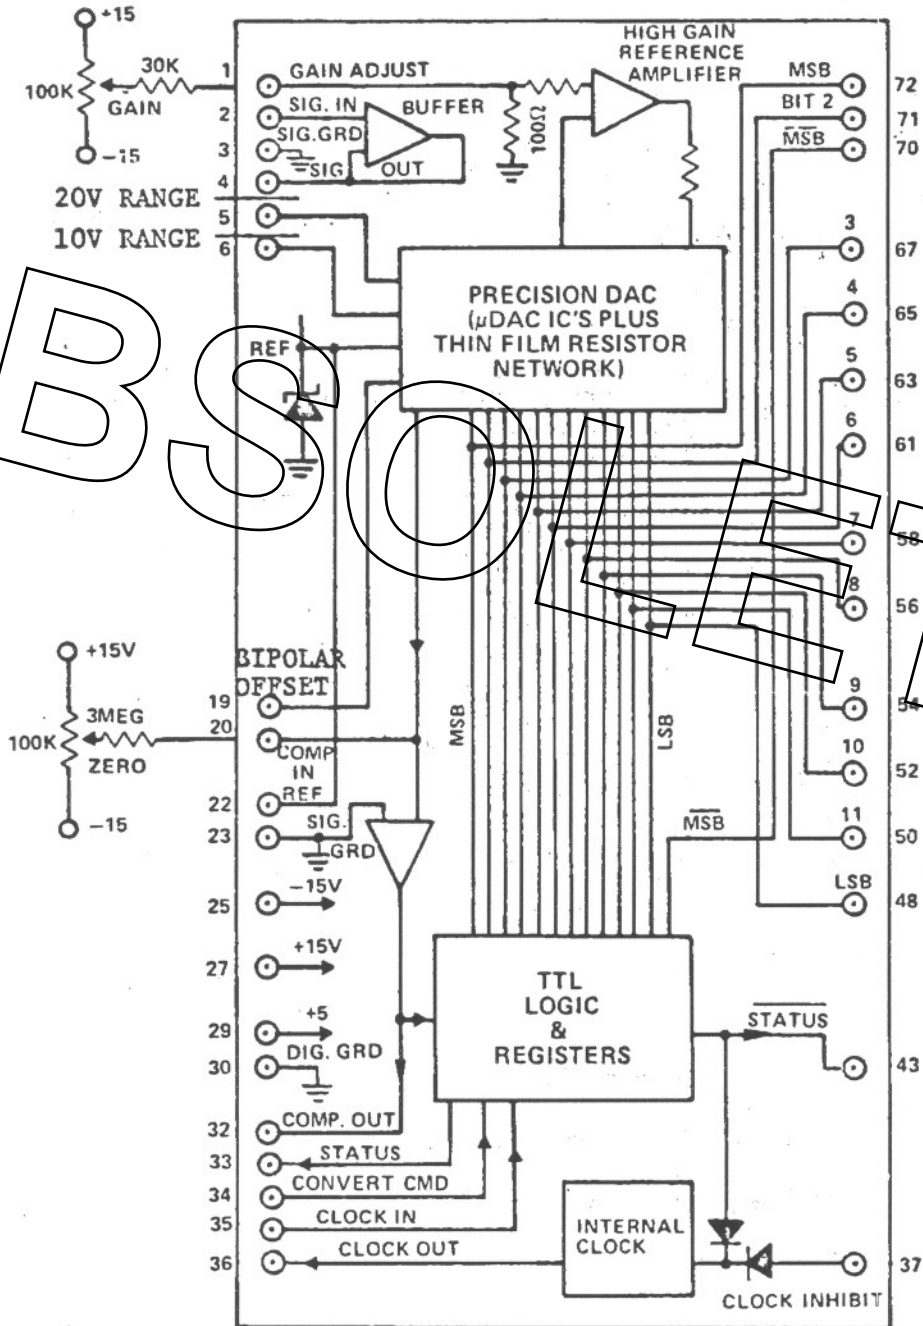 +15
100K
30K
GAIN
-15
1
2
3
4
20V RANGE
5
10V RANGE
6
GAIN ADJUST
SIG. IN
BUFFER
SIG.GRD
SIG OUT
100Ω
HIGH GAIN
REFERENCE
AMPLIFIER
MSB
72
BIT 2
71
M̅S̅B̅
70
3
67
4
65
5
63
6
61
7
58
8
56
9
54
10
52
11
50
LSB
48
PRECISION DAC
(µDAC IC'S PLUS
THIN FILM RESISTOR
NETWORK)
REF
BSOLET
+15V
100K
3MEG
ZERO
-15
BIPOLAR
OFFSET
19
20
COMP
IN
REF
22
23
SIG.
GRD
MSB
LSB
M̅S̅B̅
25
-15V
27
+15V
29
+5
30
DIG. GRD
32
COMP. OUT
33
STATUS
34
CONVERT CMD
35
CLOCK IN
36
CLOCK OUT
TTL
LOGIC
&
REGISTERS
S̅T̅A̅T̅U̅S̅
43
INTERNAL
CLOCK
37
CLOCK INHIBIT